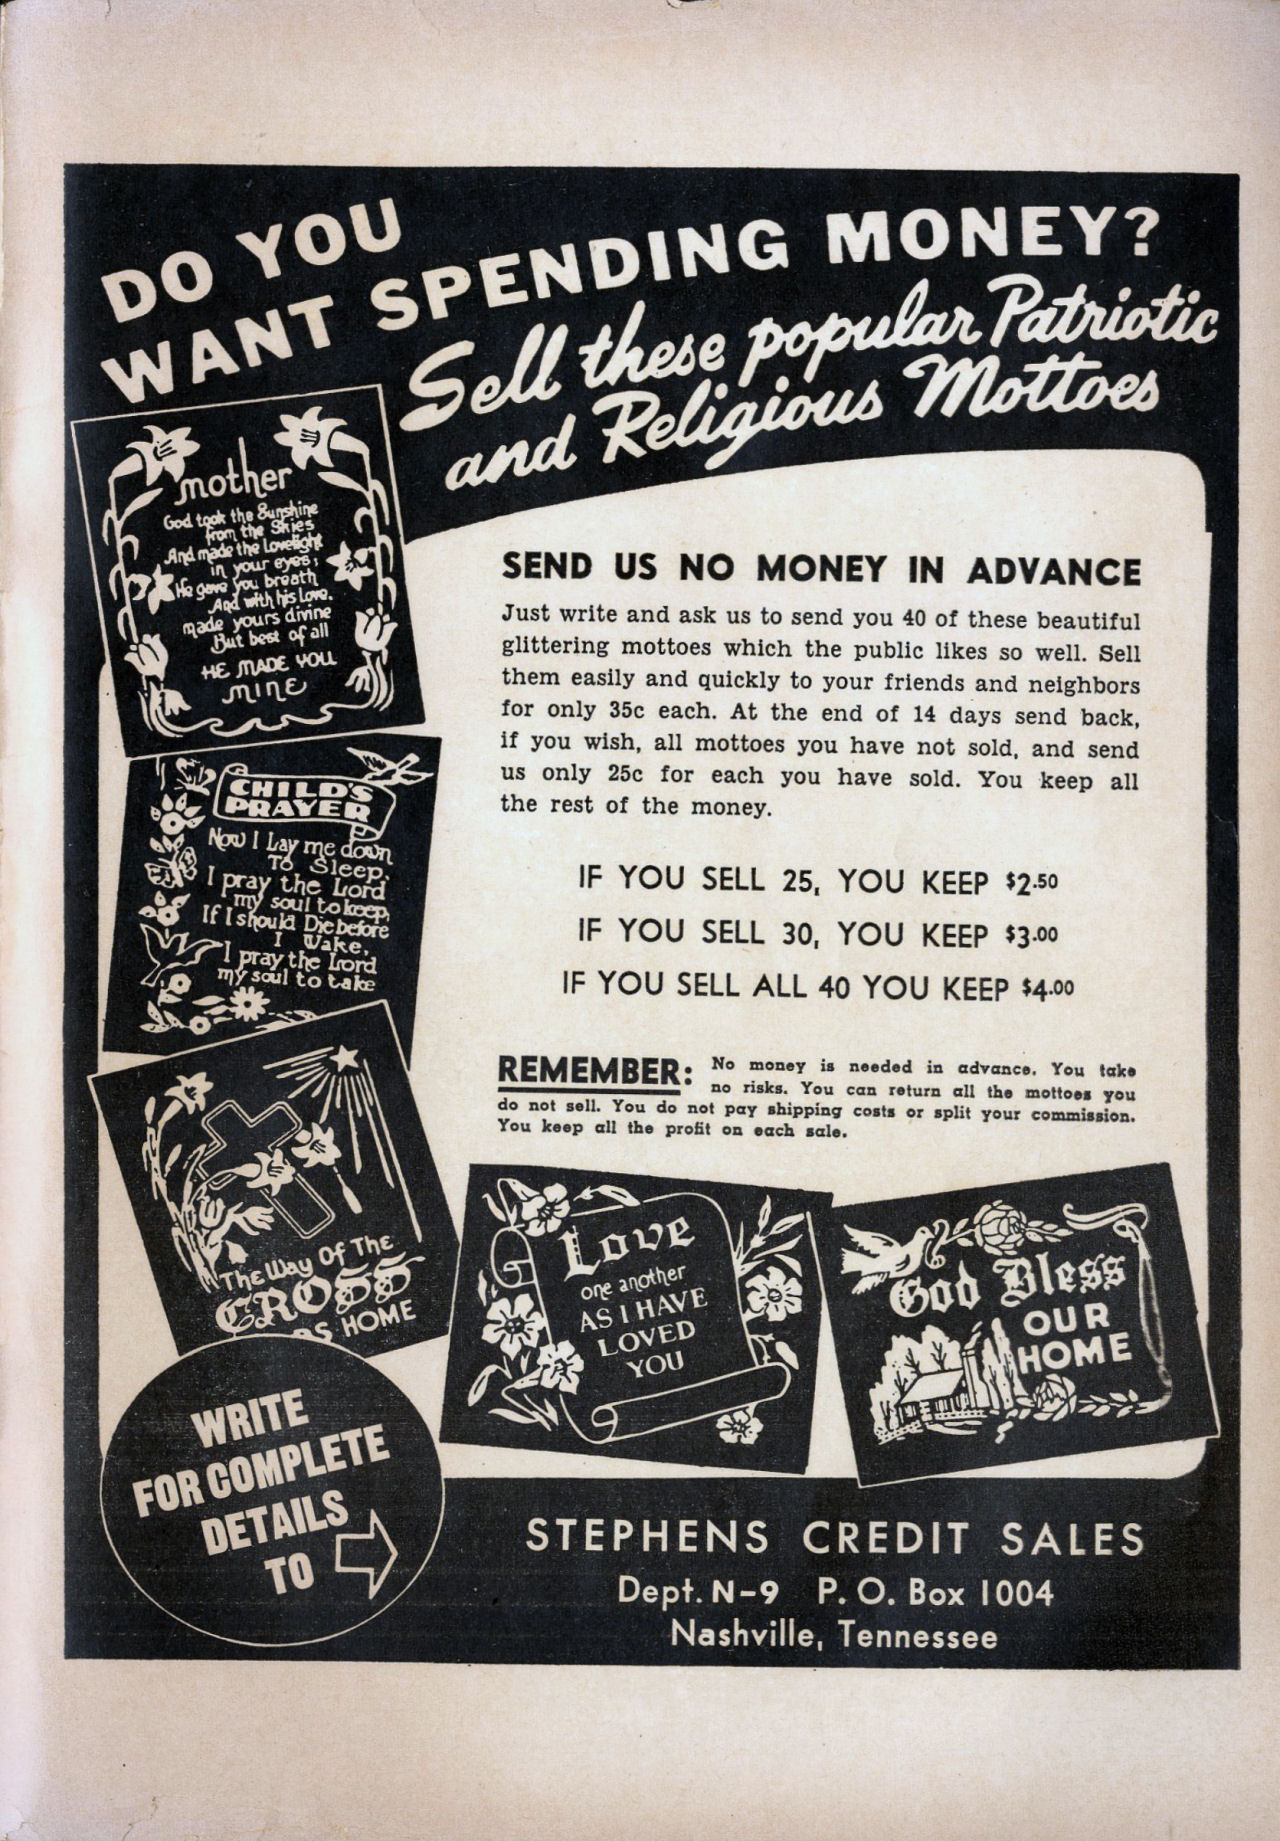 DO YOU
WANT SPENDING MONEY?
Sell these popular Patriotic
and Religious Mottoes
mother
God took the Sunshine
from the Skies
And made the Lovelight
in your eyes;
He gave you breath
And with his Love.
made yours divine
But best of all
HE MADE YOU
MINE
CHILD'S
PRAYER
Now I Lay me down
To Sleep,
I pray the Lord
my soul to keep,
If I should Die before
I Wake,
I pray the Lord
my soul to take
The Way Of The
CROSS
DS HOME
SEND US NO MONEY IN ADVANCE
Just write and ask us to send you 40 of these beautiful
glittering mottoes which the public likes so well. Sell
them easily and quickly to your friends and neighbors
for only 35c each. At the end of 14 days send back,
if you wish, all mottoes you have not sold, and send
us only 25c for each you have sold. You keep all
the rest of the money.
IF YOU SELL 25, YOU KEEP $2.50
IF YOU SELL 30, YOU KEEP $3.00
IF YOU SELL ALL 40 YOU KEEP $4.00
REMEMBER: No money is needed in advance. You take
no risks. You can return all the mottoes you
do not sell. You do not pay shipping costs or split your commission.
You keep all the profit on each sale.
Love
one another
AS I HAVE
LOVED
YOU
God Bless
OUR
HOME
WRITE
FOR COMPLETE
DETAILS
TO
STEPHENS CREDIT SALES
Dept. N-9 P. O. Box 1004
Nashville, Tennessee